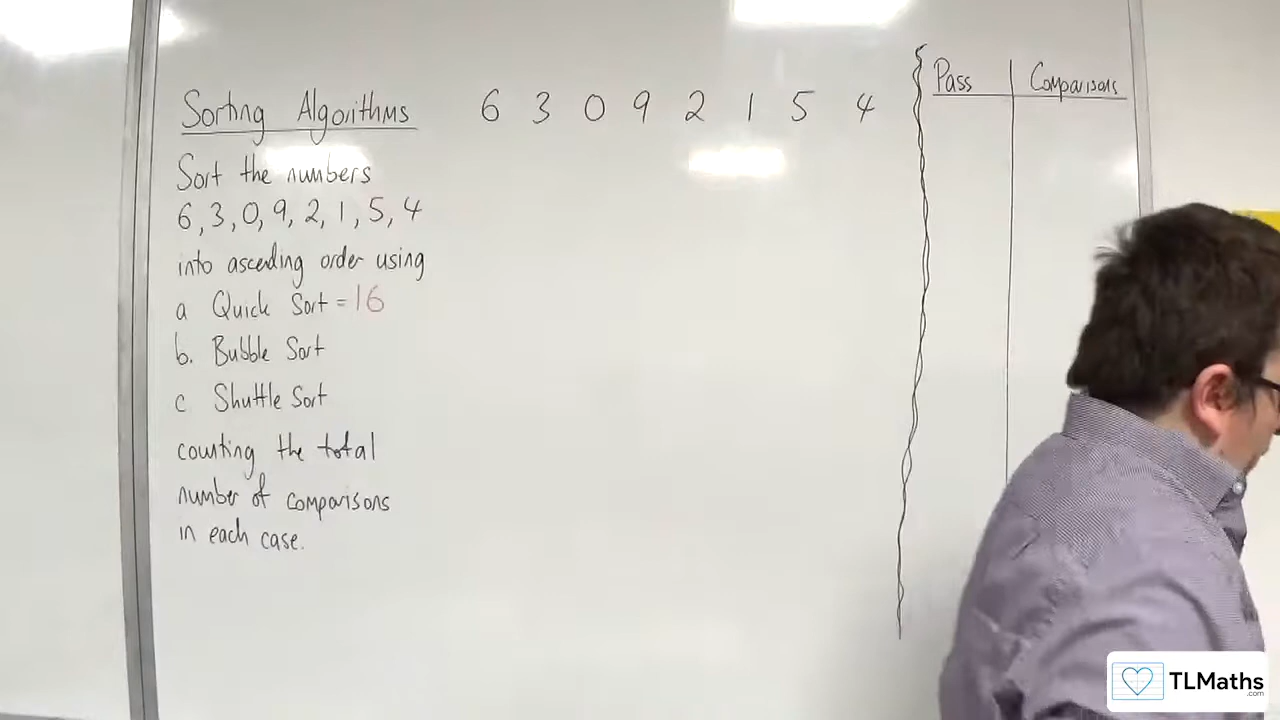 Sorting Algorithms
Sort the numbers
6, 3, 0, 9, 2, 1, 5, 4
into ascending order using
a Quick Sort = 16
b. Bubble Sort
c Shuttle Sort
counting the total
number of comparisons
in each case.
6 3 0 9 2 1 5 4
Pass Comparisons
TLMaths
.com